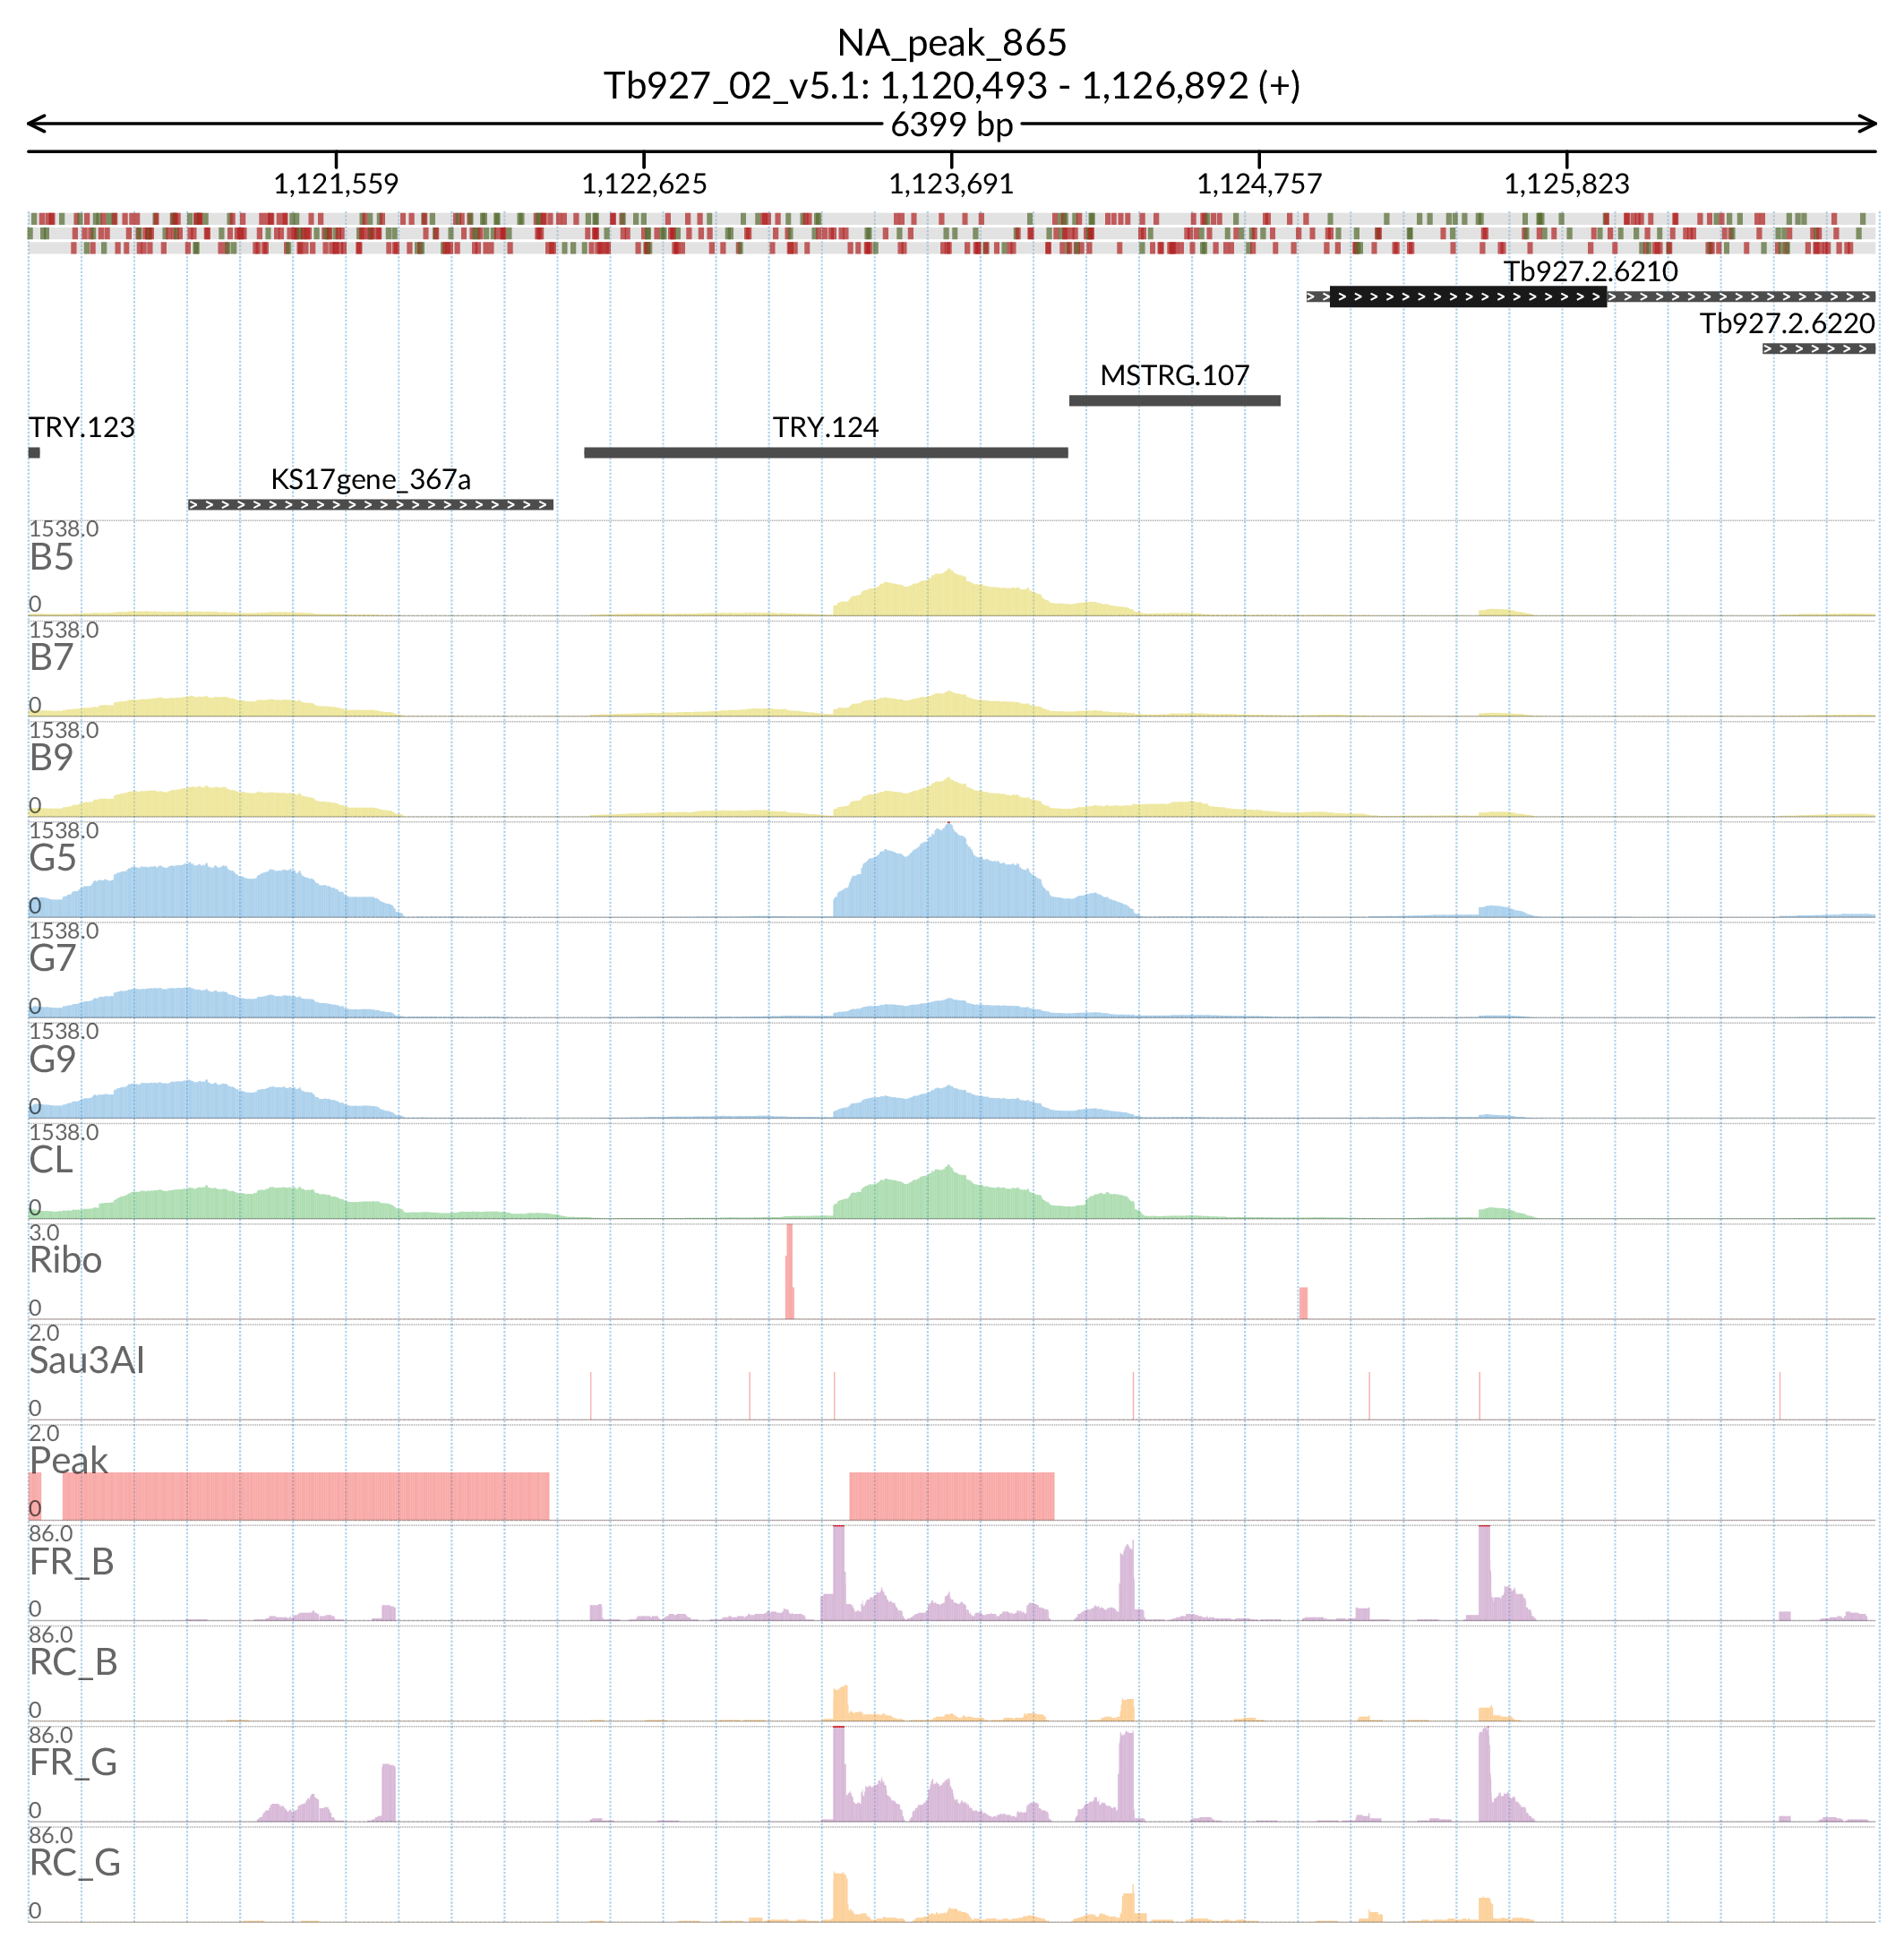 NA_peak_865
Tb927_02_v5.1: 1,120,493 - 1,126,892 (+)
6399 bp
1,121,559 1,122,625 1,123,691 1,124,757 1,125,823
Tb927.2.6210
Tb927.2.6220
MSTRG.107
TRY.123 TRY.124
KS17gene_367a
1538.0
B5
0
1538.0
B7
0
1538.0
B9
0
1538.0
G5
0
1538.0
G7
0
1538.0
G9
0
1538.0
CL
0
3.0
Ribo
0
2.0
Sau3AI
0
2.0
Peak
0
86.0
FR_B
0
86.0
RC_B
0
86.0
FR_G
0
86.0
RC_G
0